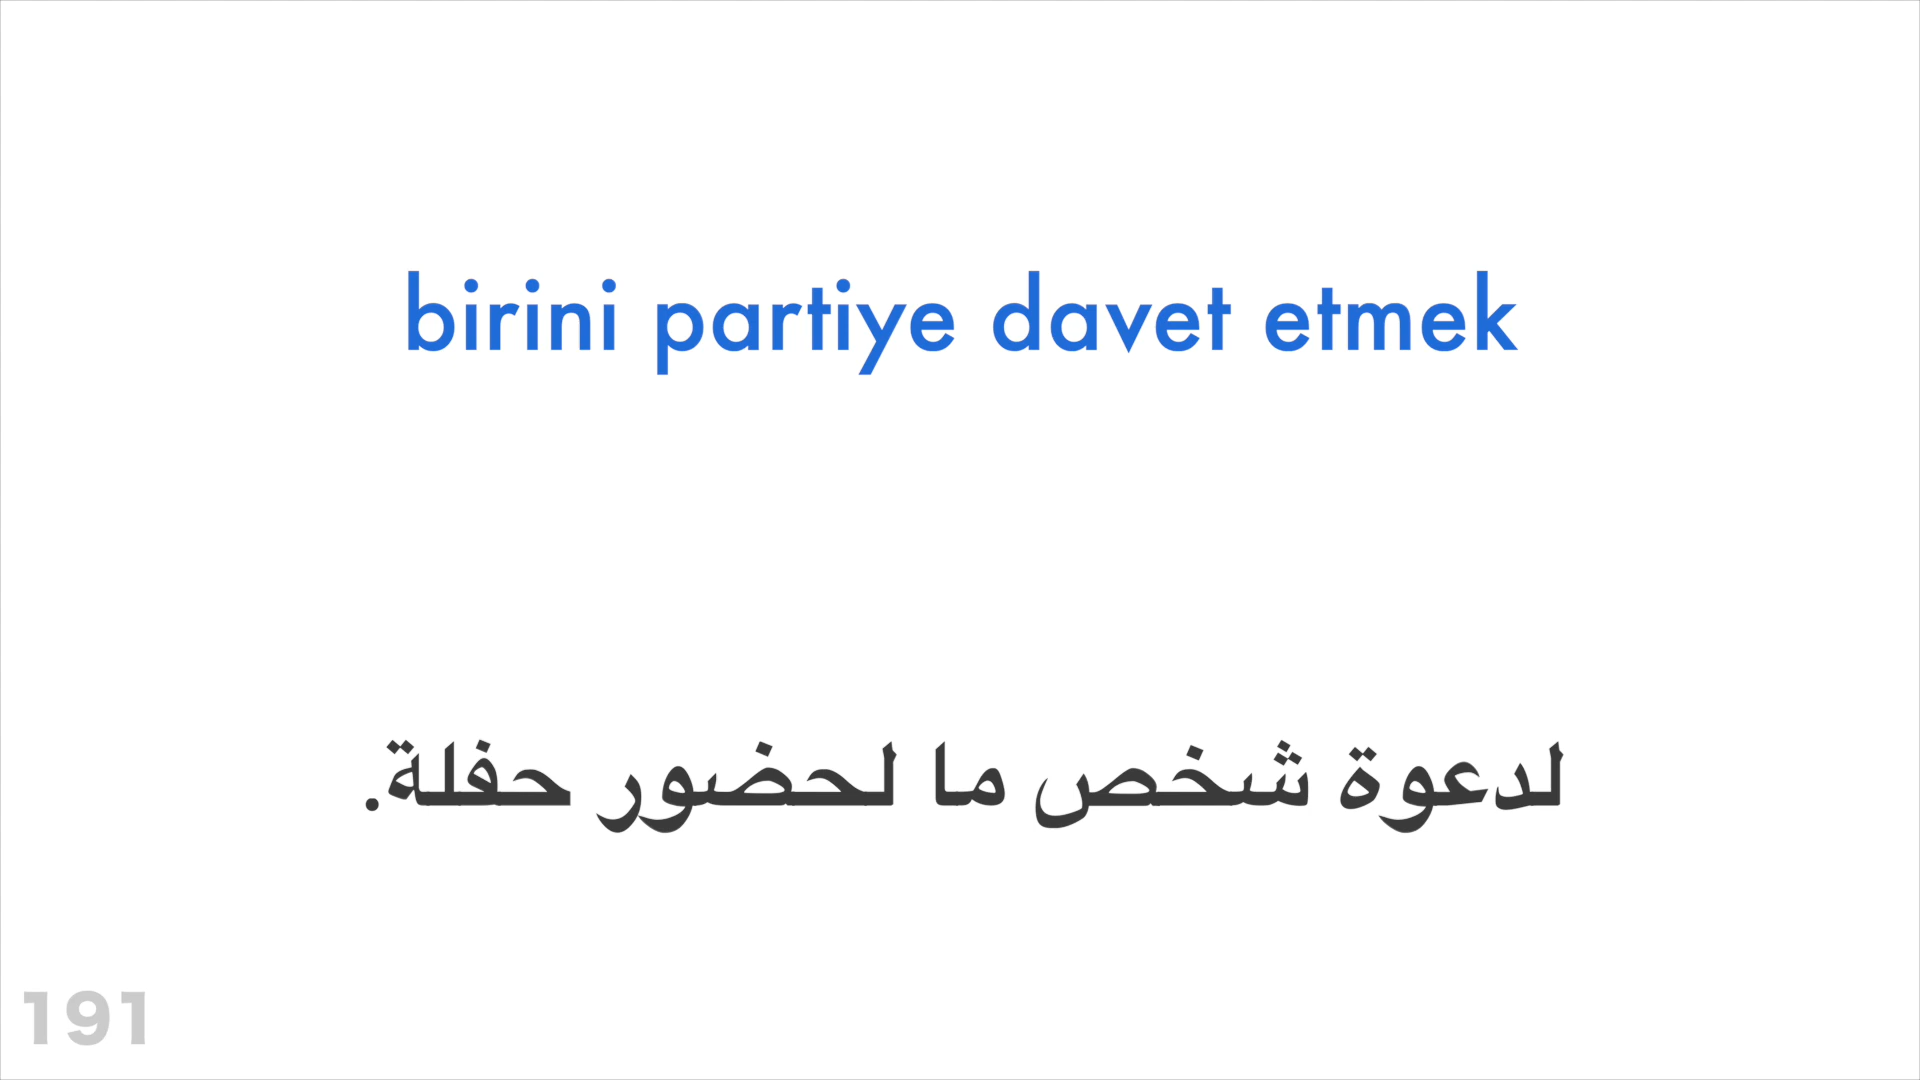 birini partiye davet etmek
لدعوة شخص ما لحضور حفلة.
191